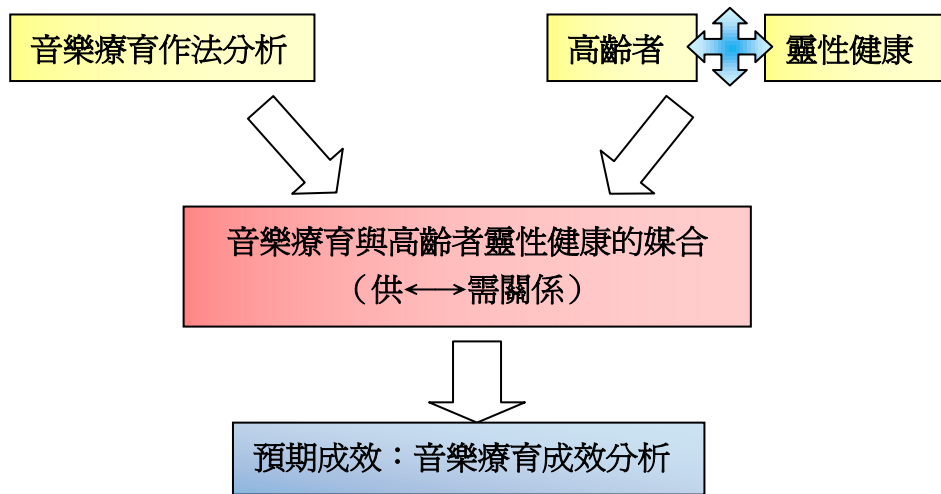 音樂療育作法分析
高齡者
靈性健康
音樂療育與高齡者靈性健康的媒合
（供←→需關係）
預期成效：音樂療育成效分析